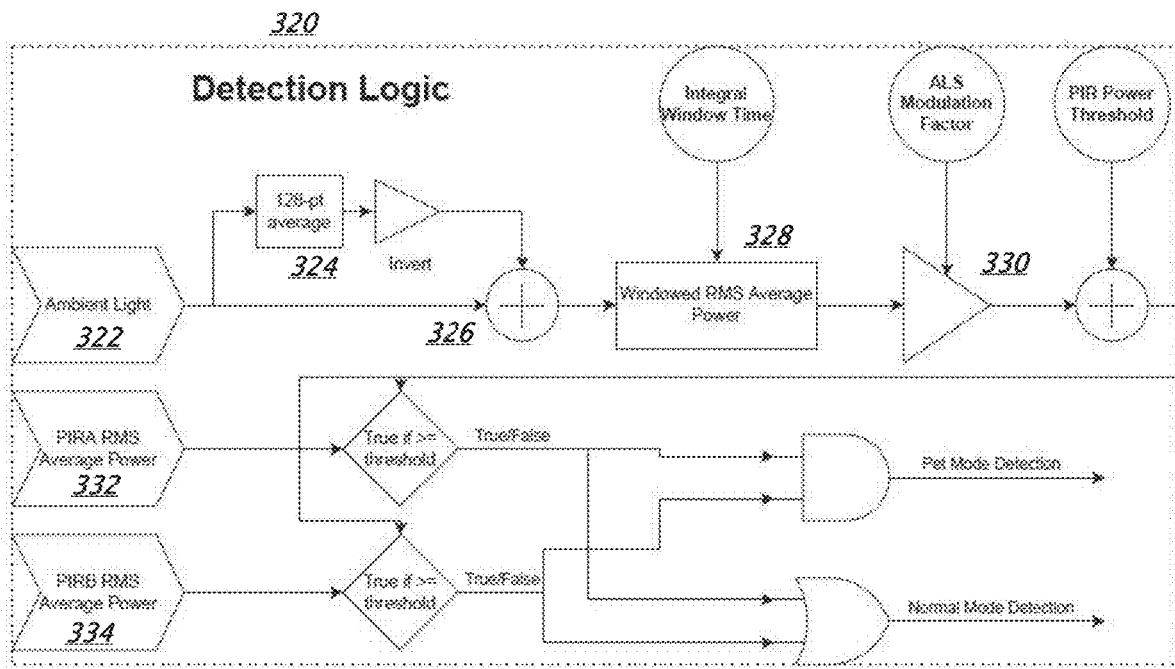 320
Detection Logic
Integral
Window Time
ALS
Modulation
Factor
PIR Power
Threshold
128-pt
average
324
Invert
328
330
Ambient Light
322
326
Windowed RMS Average
Power
PIRA RMS
Average Power
332
True if >=
threshold
True/False
Pet Mode Detection
PIRB RMS
Average Power
334
True if >=
threshold
True/False
Normal Mode Detection